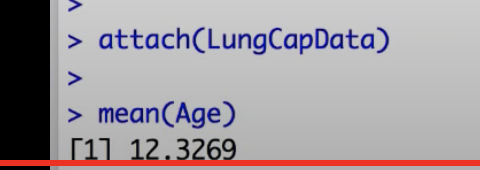 >
> attach(LungCapData)
>
> mean(Age)
[1] 12.3269